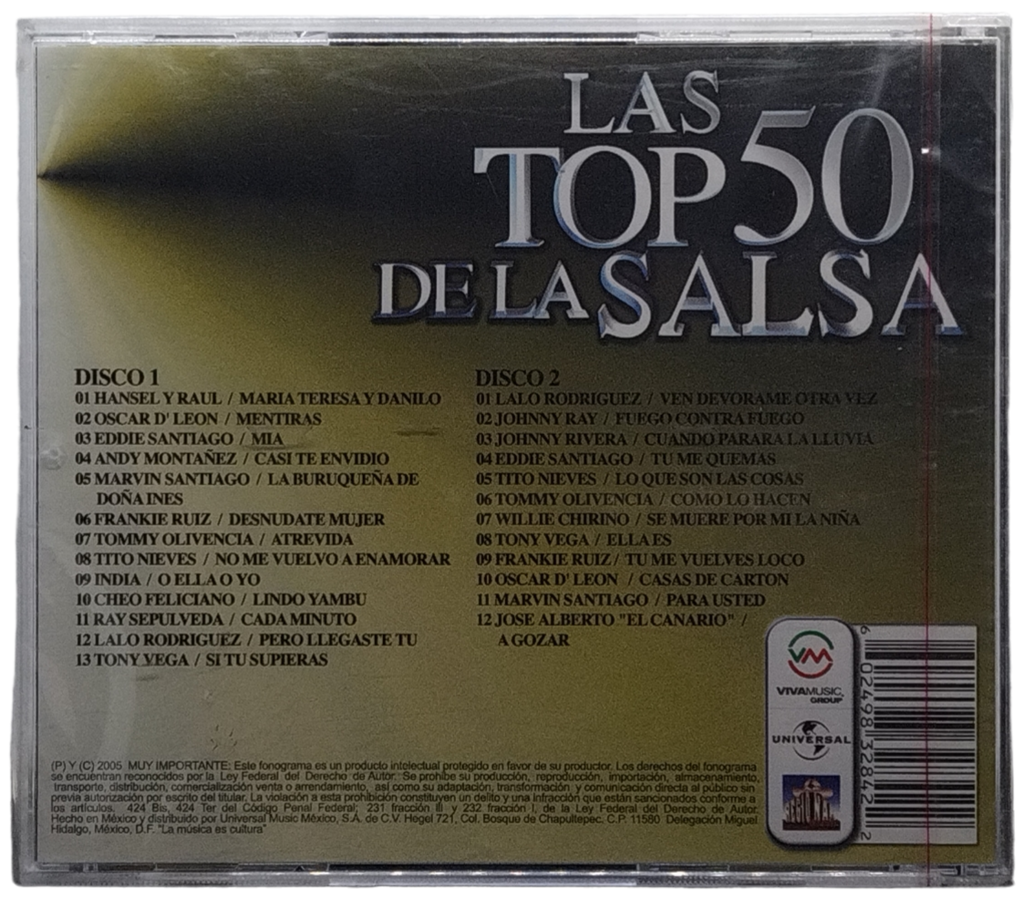 LAS
TOP 50
DE LA SALSA
DISCO 1
01 HANSEL Y RAUL / MARIA TERESA Y DANILO
02 OSCAR D' LEON / MENTIRAS
03 EDDIE SANTIAGO / MIA
04 ANDY MONTAÑEZ / CASI TE ENVIDIO
05 MARVIN SANTIAGO / LA BURUQUEÑA DE
DOÑA INES
06 FRANKIE RUIZ / DESNUDATE MUJER
07 TOMMY OLIVENCIA / ATREVIDA
08 TITO NIEVES / NO ME VUELVO A ENAMORAR
09 INDIA / O ELLA O YO
10 CHEO FELICIANO / LINDO YAMBU
11 RAY SEPULVEDA / CADA MINUTO
12 LALO RODRIGUEZ / PERO LLEGASTE TU
13 TONY VEGA / SI TU SUPIERAS
DISCO 2
01 LALO RODRIGUEZ / VEN DEVORAME OTRA VEZ
02 JOHNNY RAY / FUEGO CONTRA FUEGO
03 JOHNNY RIVERA / CUANDO PARARA LA LLUVIA
04 EDDIE SANTIAGO / TU ME QUEMAS
05 TITO NIEVES / LO QUE SON LAS COSAS
06 TOMMY OLIVENCIA / COMO LO HACEN
07 WILLIE CHIRINO / SE MUERE POR MI LA NIÑA
08 TONY VEGA / ELLA ES
09 FRANKIE RUIZ / TU ME VUELVES LOCO
10 OSCAR D' LEON / CASAS DE CARTON
11 MARVIN SANTIAGO / PARA USTED
12 JOSE ALBERTO "EL CANARIO" /
A GOZAR
(P) Y (C) 2005 MUY IMPORTANTE: Este fonograma es un producto intelectual protegido en favor de su productor. Los derechos del fonograma
se encuentran reconocidos por la Ley Federal del Derecho de Autor. Se prohíbe su producción, reproducción, importación, almacenamiento,
transporte, distribución, comercialización venta o arrendamiento, así como su adaptación, transformación y comunicación directa al público sin
previa autorización por escrito del titular. La violación a esta prohibición constituyen un delito y una infracción que están sancionados conforme a
los artículos. 424 Bis, 424 Ter del Código Penal Federal; 231 fracción III y 232 fracción I, de la Ley Federal del Derecho de Autor
Hecho en México y distribuido por Universal Music México, S.A. de C.V. Hegel 721, Col. Bosque de Chapultepec. C.P. 11580 Delegación Miguel
Hidalgo, México, D.F. "La música es cultura"
VM
VIVAMUSIC
GROUP
UNIVERSAL
REGIONAL
6 02498 32842 2